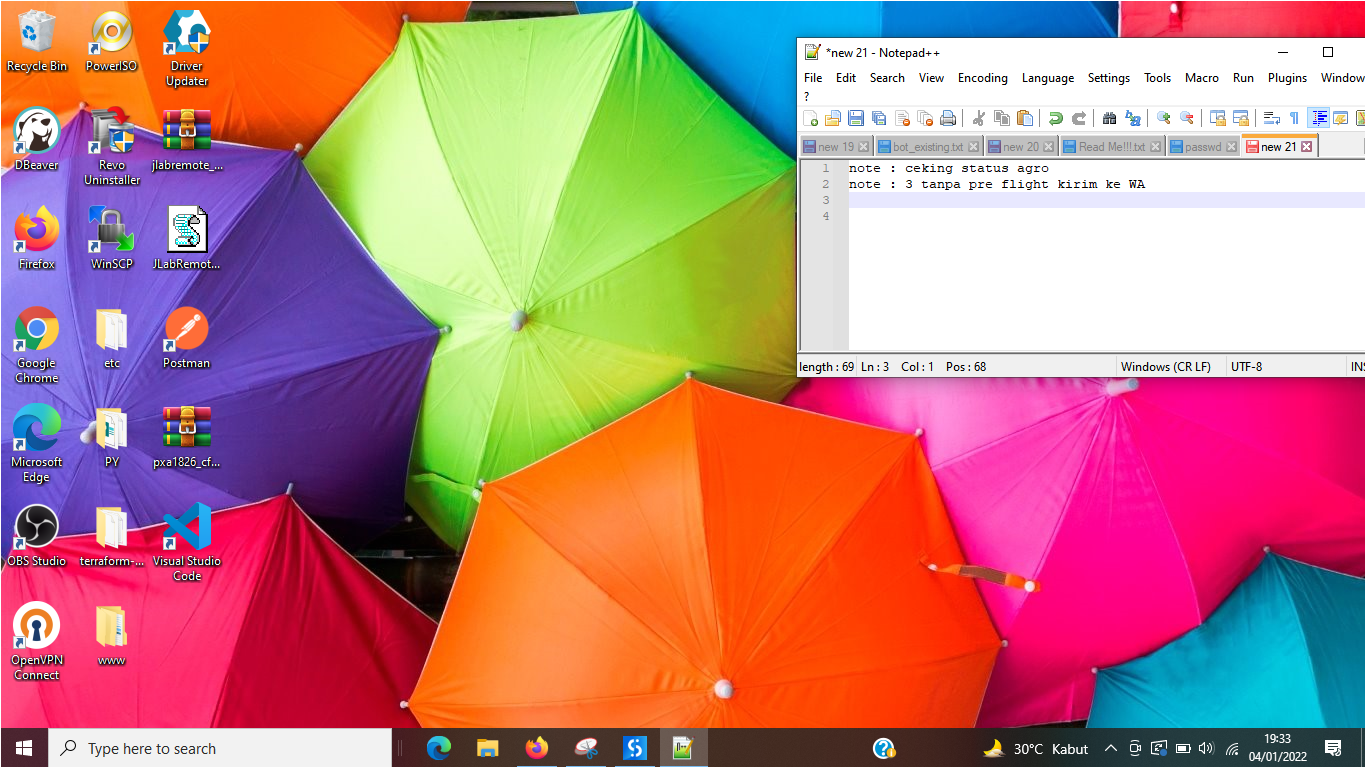 Recycle Bin
PowerISO
Driver
Updater
DBeaver
Revo
Uninstaller
jlabremote_...
Firefox
WinSCP
JLabRemot...
Google
Chrome
etc
Postman
Microsoft
Edge
PY
pxa1826_cf...
OBS Studio
terraform-...
Visual Studio
Code
OpenVPN
Connect
www
*new 21 - Notepad++
File Edit Search View Encoding Language Settings Tools Macro Run Plugins Window
?
new 19 bot_existing.txt new 20 Read Me!!!.txt passwd new 21
1 note : ceking status agro
2 note : 3 tanpa pre flight kirim ke WA
3
4
length : 69 Ln : 3 Col : 1 Pos : 68 Windows (CR LF) UTF-8 INS
Type here to search
30°C Kabut
19:33
04/01/2022